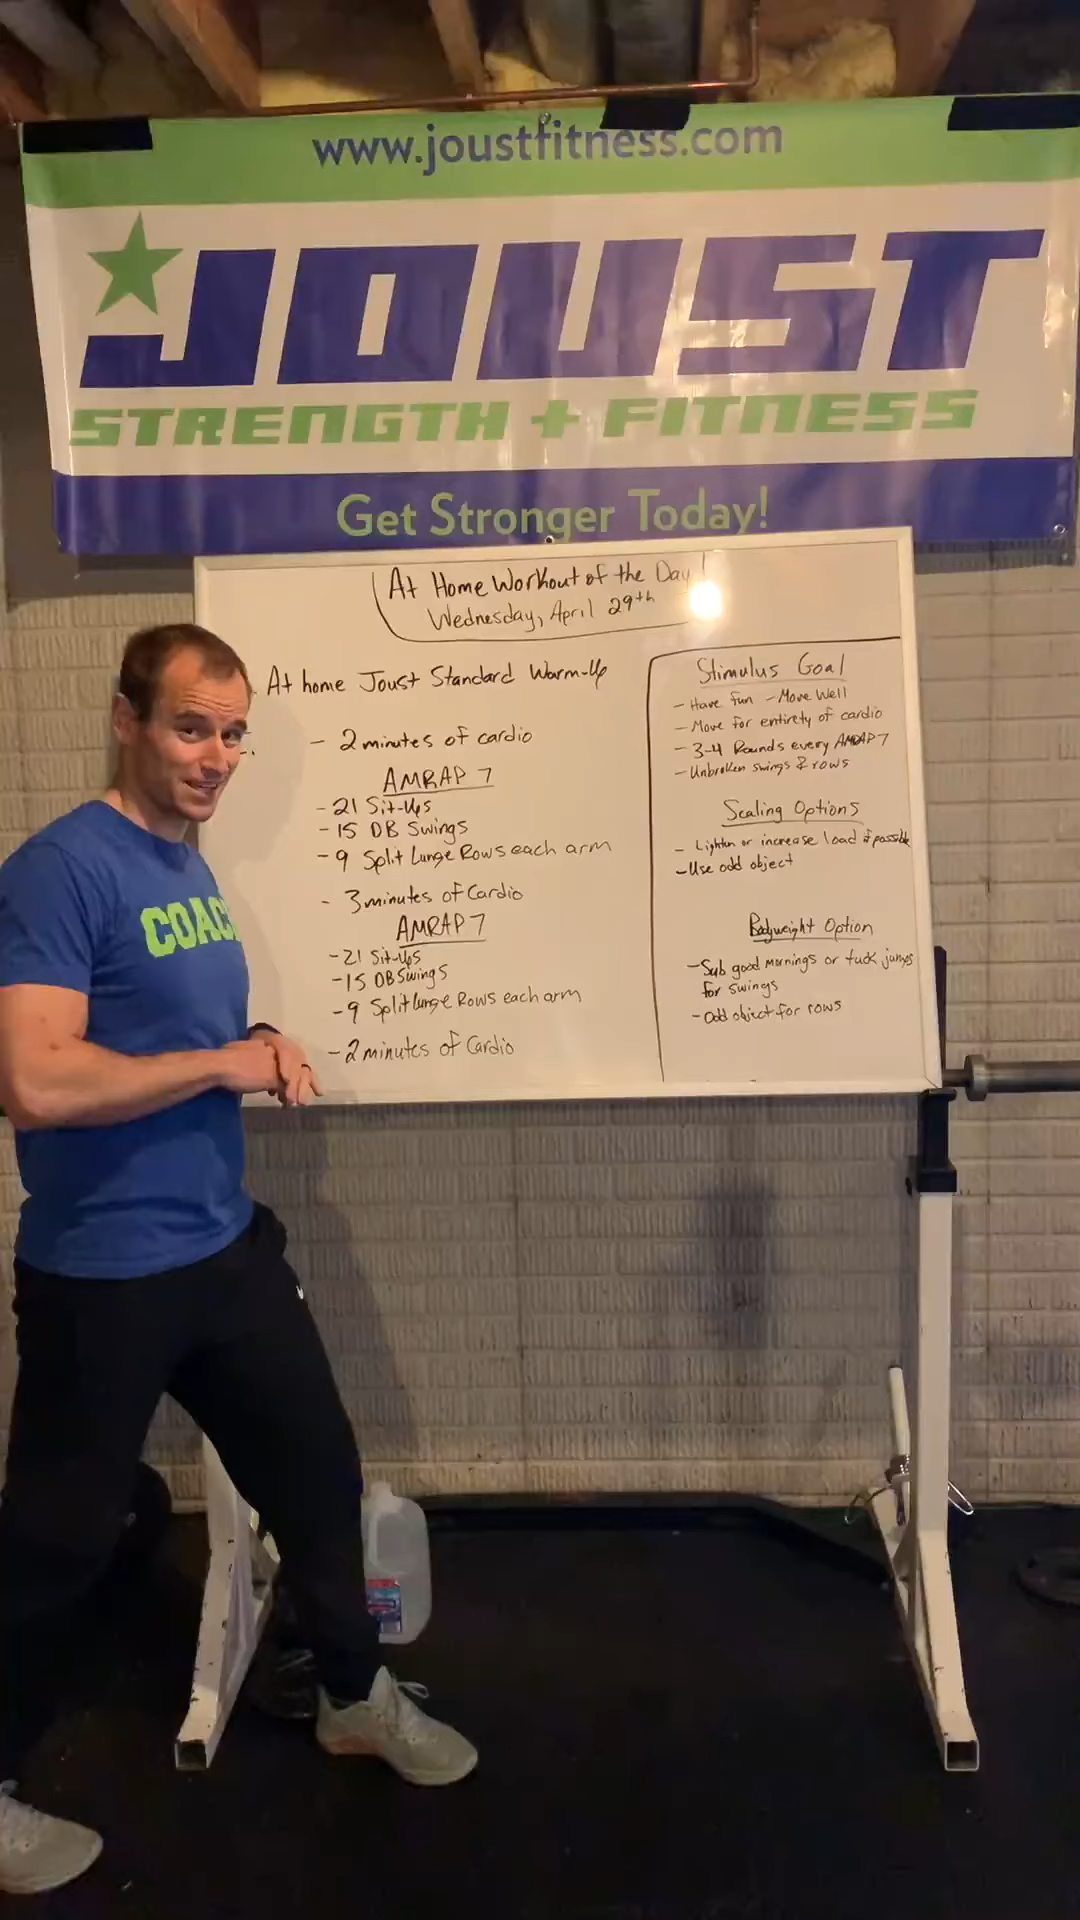 www.joustfitness.com
JOUST
STRENGTH + FITNESS
Get Stronger Today!
At Home Workout of the Day!
Wednesday, April 29th
At home Joust Standard Warm-Up
- 2 minutes of cardio
AMRAP 7
- 21 Sit-Ups
- 15 DB Swings
- 9 Split Lunge Rows each arm
- 3 minutes of Cardio
AMRAP 7
- 21 Sit-Ups
- 15 DB Swings
- 9 Split Lunge Rows each arm
- 2 minutes of Cardio
Stimulus Goal
- Have fun - Move Well
- Move for entirety of cardio
- 3-4 Rounds every AMRAP 7
- Unbroken swings & rows
Scaling Options
- Lighten or increase load if possible
- Use odd object
Bodyweight Option
- Sub good mornings or tuck jumps
for swings
- Odd object for rows
COAC